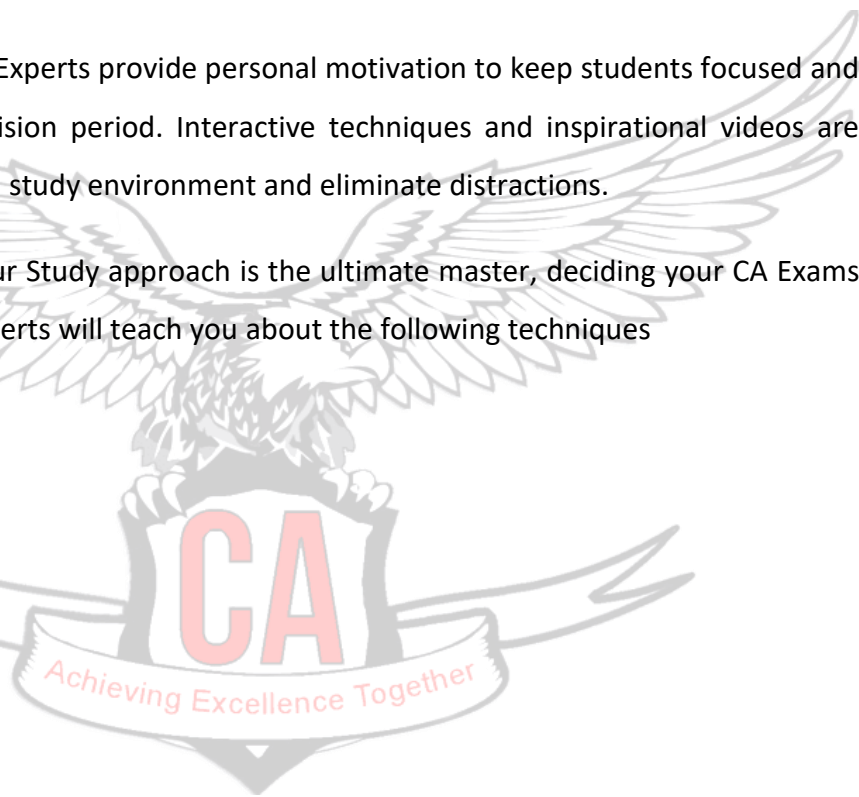 Experts provide personal motivation to keep students focused and
ision period. Interactive techniques and inspirational videos are
study environment and eliminate distractions.
ur Study approach is the ultimate master, deciding your CA Exams
erts will teach you about the following techniques
CA
Achieving Excellence Together